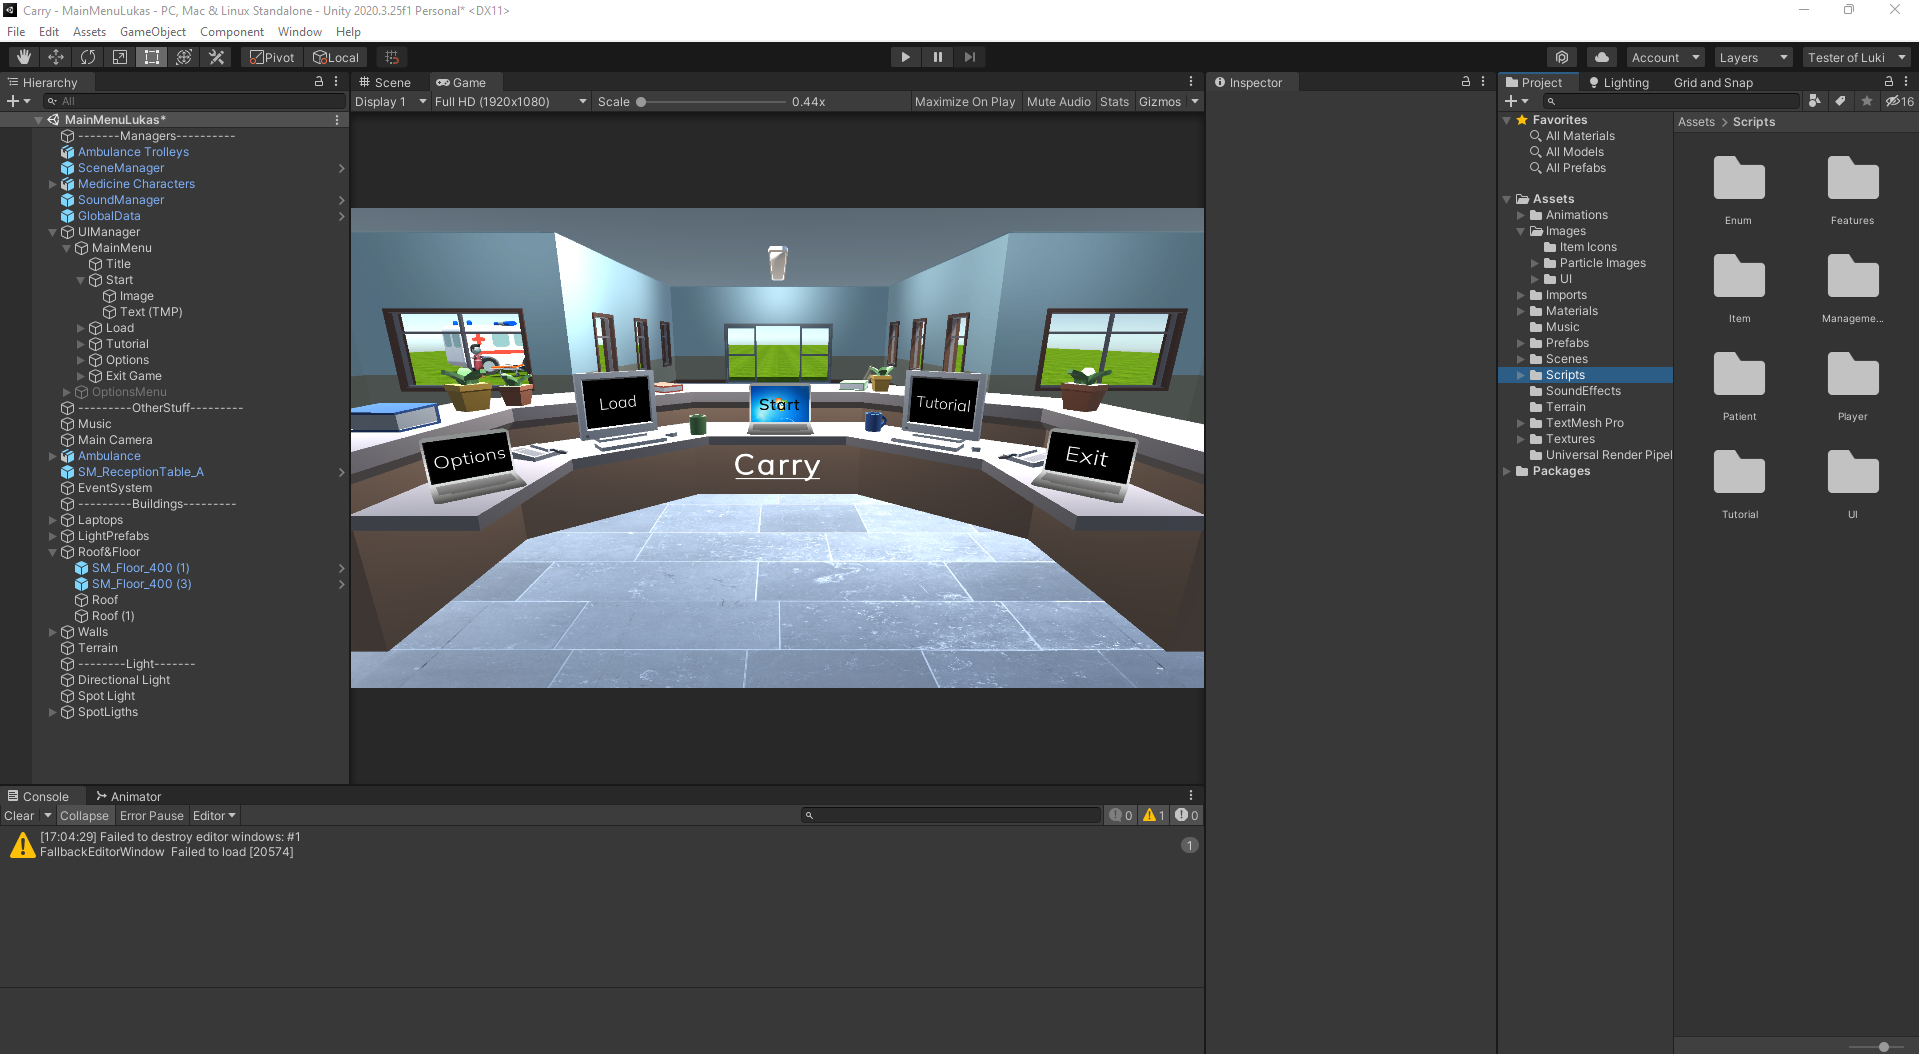 Carry - MainMenuLukas - PC, Mac & Linux Standalone - Unity 2020.3.25f1 Personal* <DX11>
File Edit Assets GameObject Component Window Help
Pivot Local Account Layers Tester of Luki
Hierarchy
All
MainMenuLukas*
-------Managers----------
Ambulance Trolleys
SceneManager
Medicine Characters
SoundManager
GlobalData
UIManager
MainMenu
Title
Start
Image
Text (TMP)
Load
Tutorial
Options
Exit Game
OptionsMenu
---------OtherStuff---------
Music
Main Camera
Ambulance
SM_ReceptionTable_A
EventSystem
---------Buildings---------
Laptops
LightPrefabs
Roof&Floor
SM_Floor_400 (1)
SM_Floor_400 (3)
Roof
Roof (1)
Walls
Terrain
--------Light-------
Directional Light
Spot Light
SpotLigths
Scene Game
Display 1 Full HD (1920x1080) Scale 0.44x Maximize On Play Mute Audio Stats Gizmos
Load
Start
Tutorial
Options
Exit
Carry
Console Animator
Clear Collapse Error Pause Editor 0 1 0
[17:04:29] Failed to destroy editor windows: #1
FallbackEditorWindow  Failed to load [20574]
1
Inspector
Project Lighting Grid and Snap
16
Favorites
All Materials
All Models
All Prefabs
Assets
Animations
Images
Item Icons
Particle Images
UI
Imports
Materials
Music
Prefabs
Scenes
Scripts
SoundEffects
Terrain
TextMesh Pro
Textures
Universal Render Pipel
Packages
Assets > Scripts
Enum Features
Item Manageme...
Patient Player
Tutorial UI